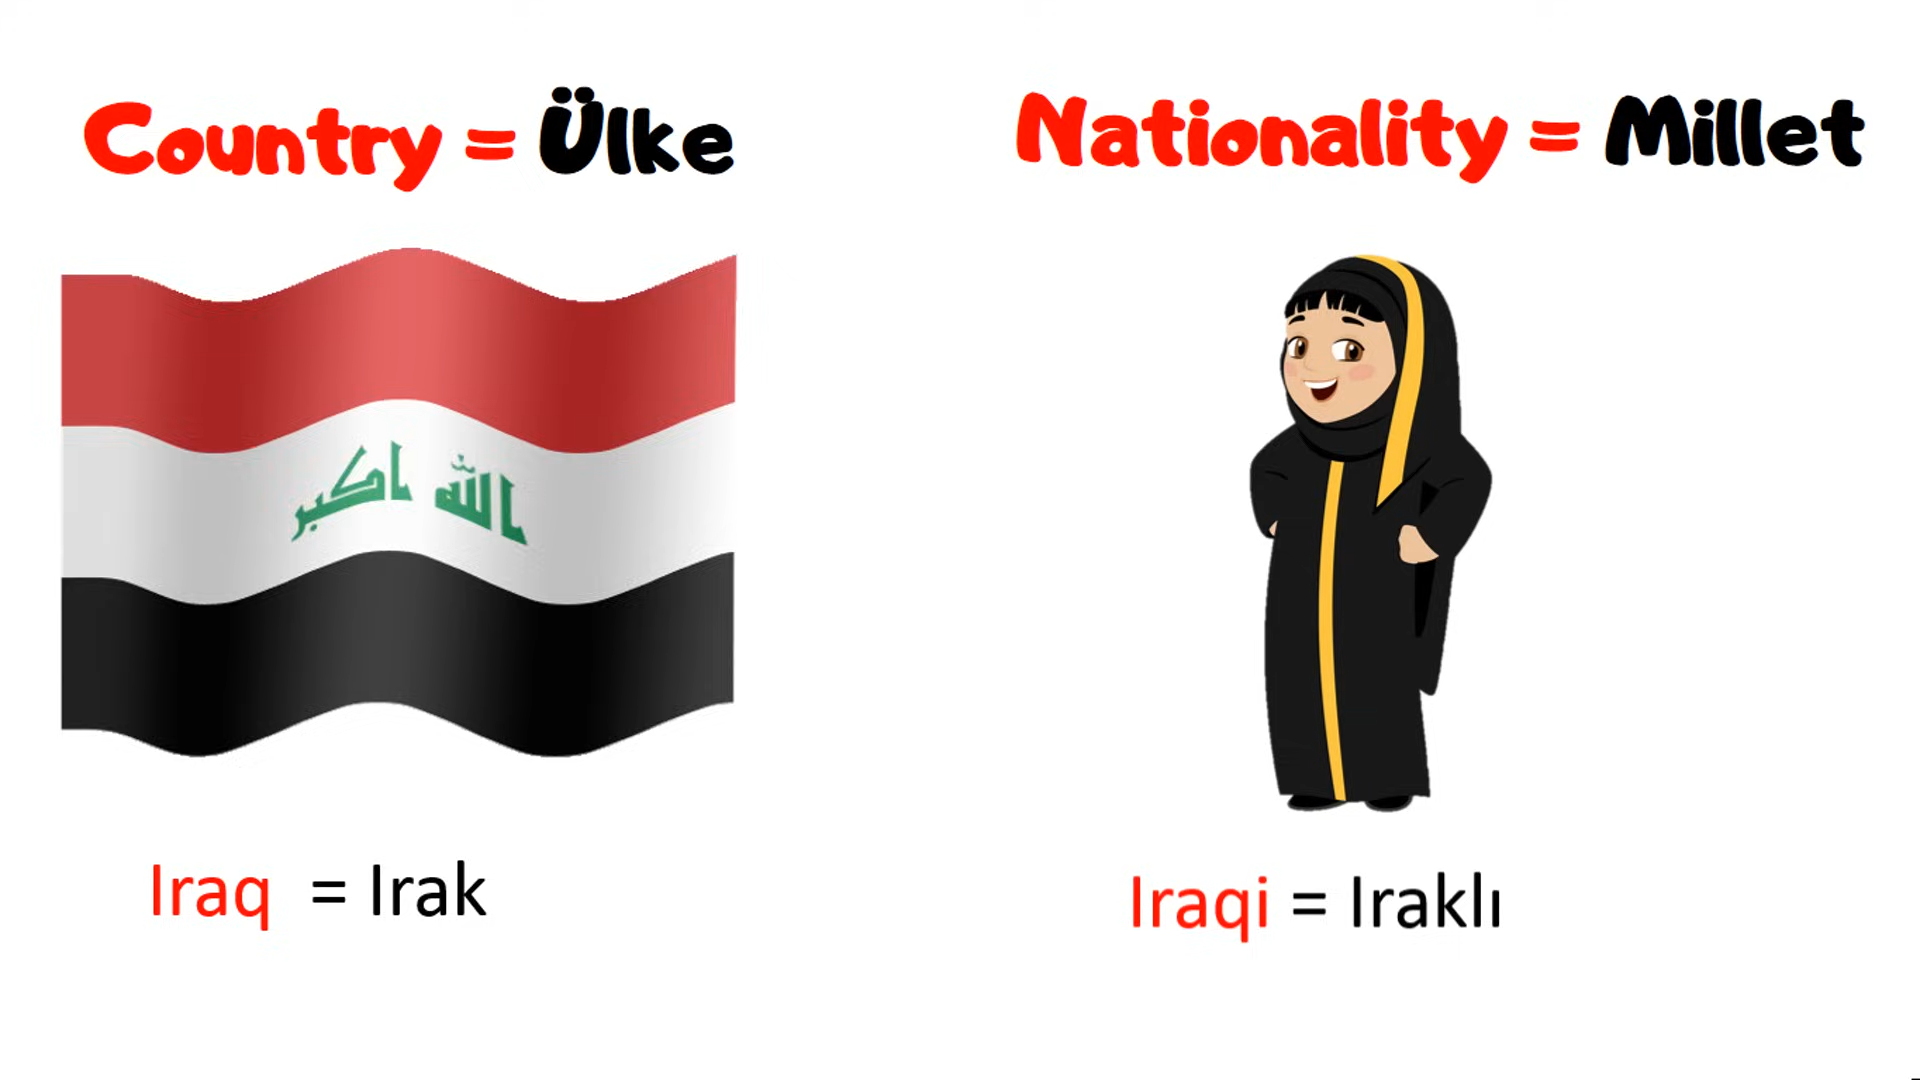 Country = Ülke
Nationality = Millet
الله اكبر
Iraq = Irak
Iraqi = Iraklı